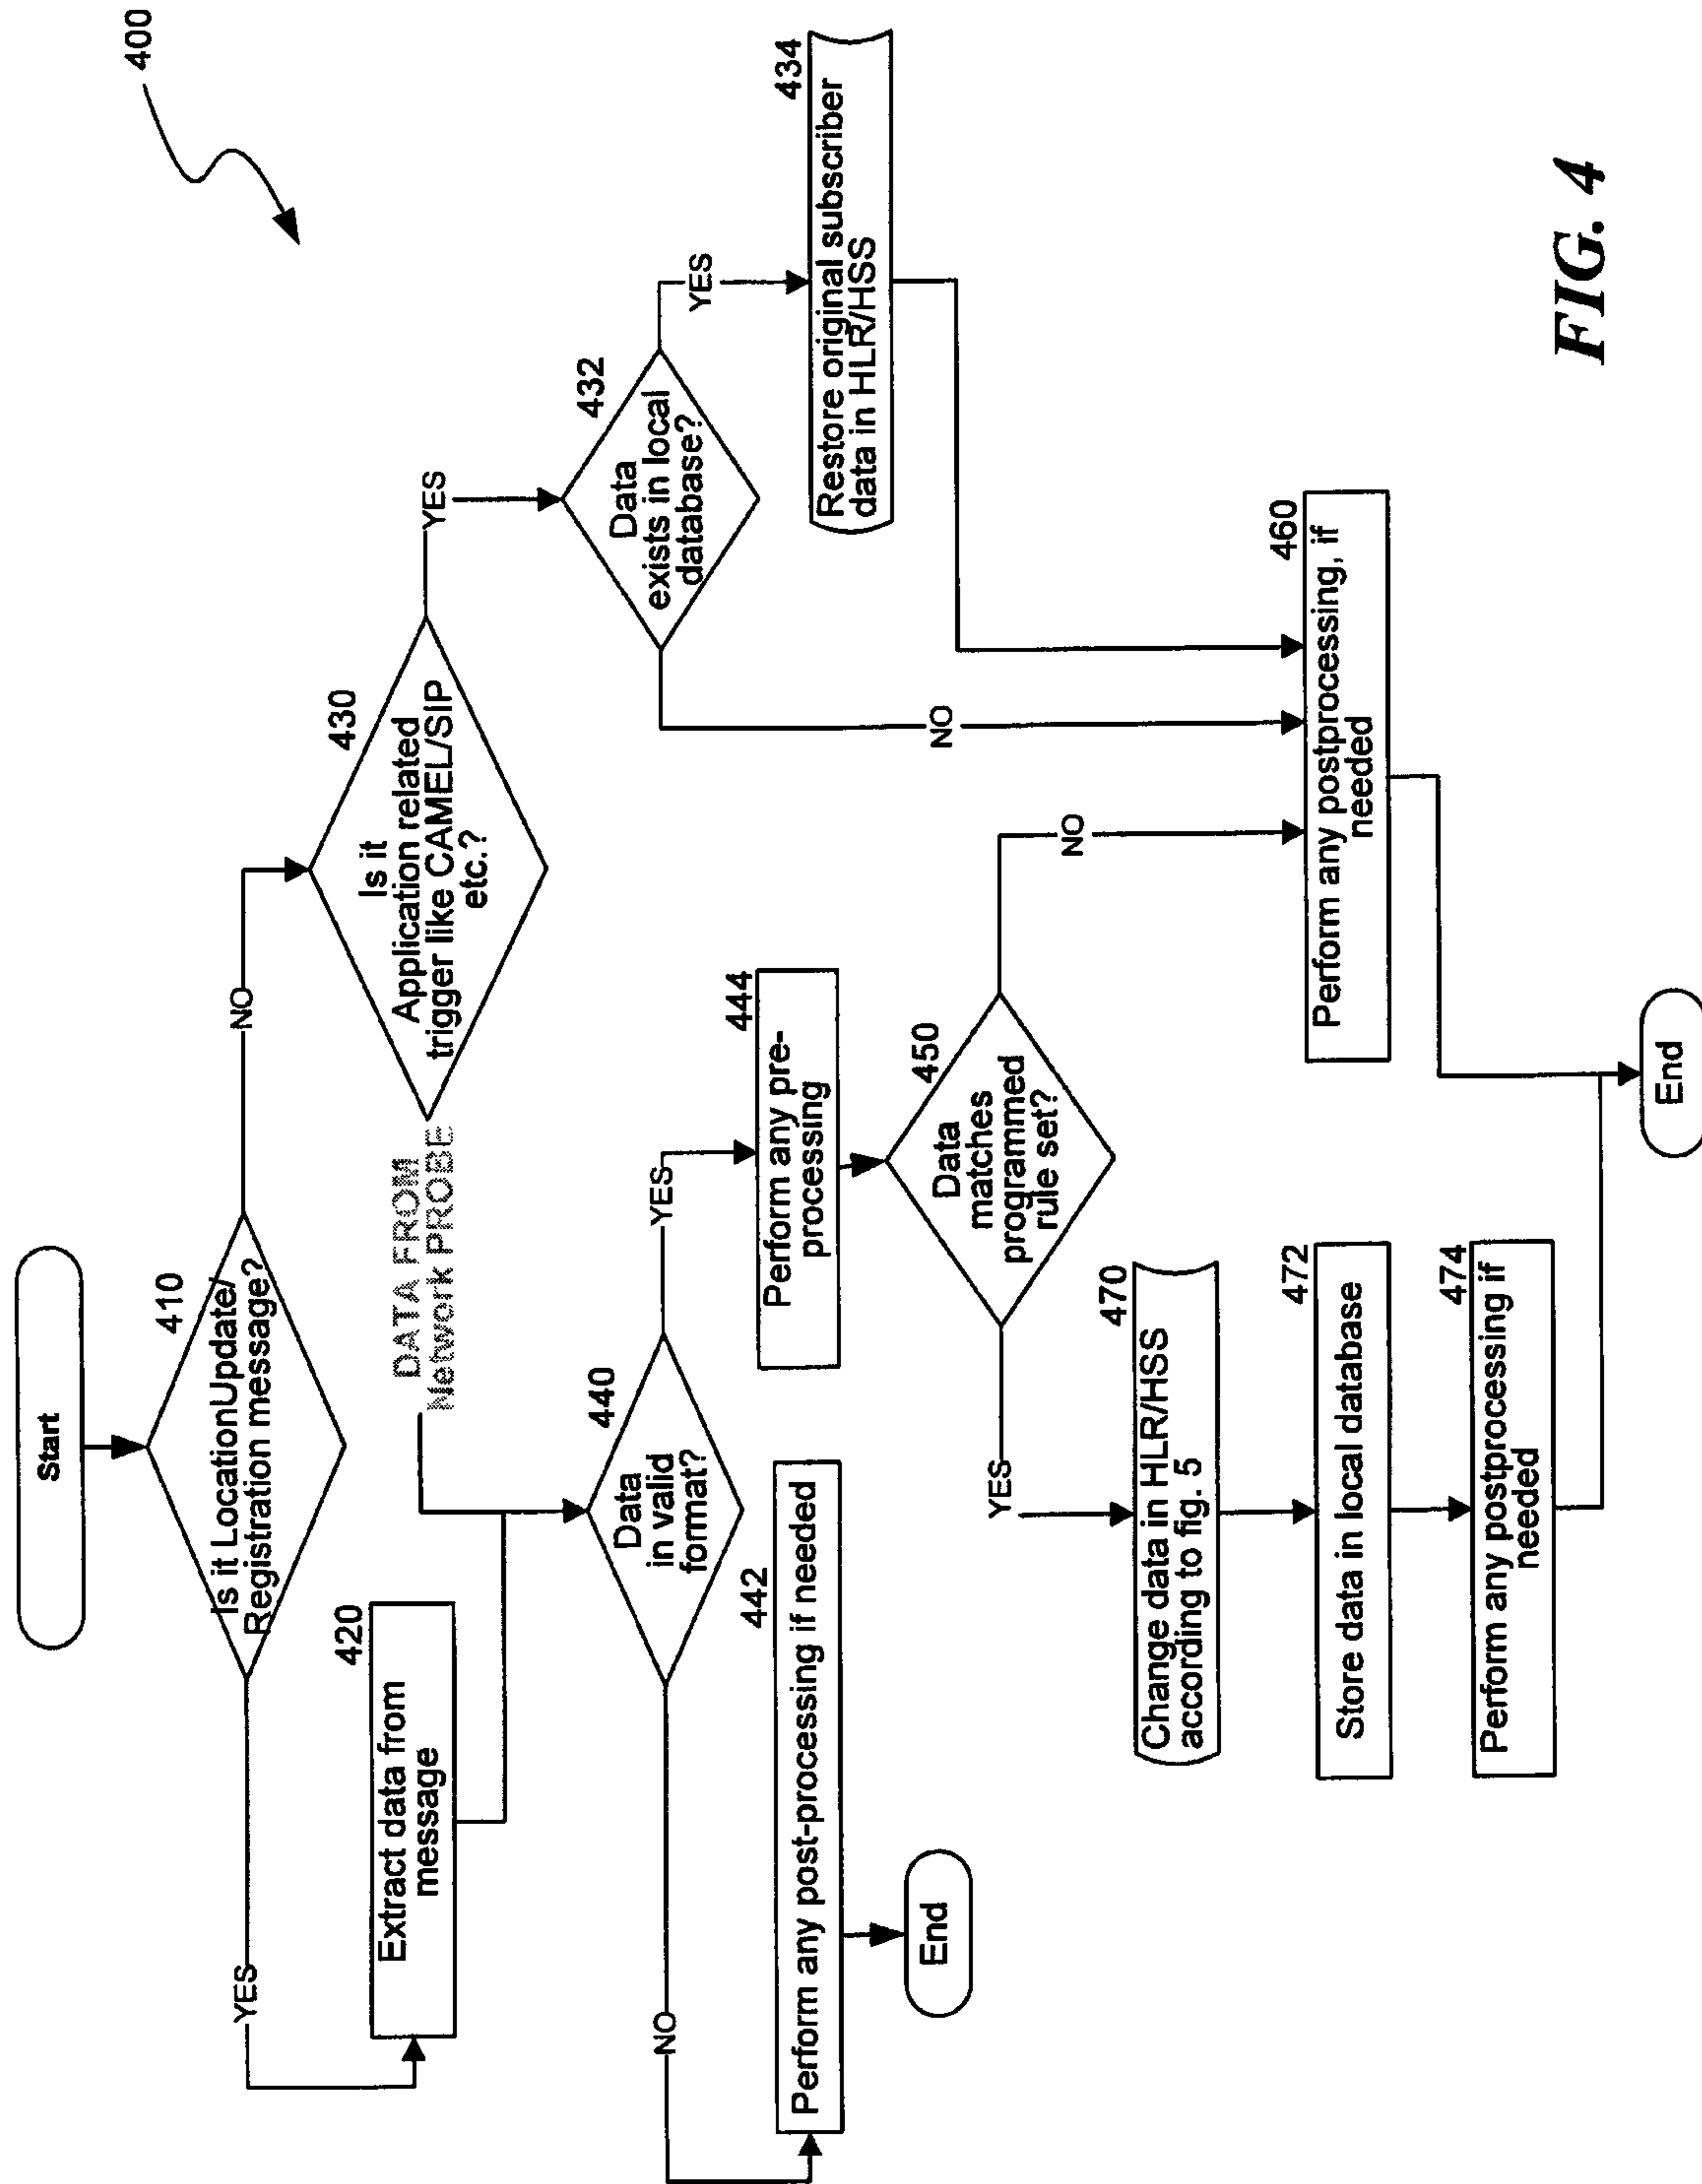 400
Start
410
Is it LocationUpdate/
Registration message?
YES
NO
420
Extract data from
message
DATA FROM
Network PROBE
430
Is it
Application related
trigger like CAMEL/SIP
etc.?
YES
432
Data
exists in local
database?
YES
NO
434
Restore original subscriber
data in HLR/HSS
440
Data
in valid
format?
NO
YES
442
Perform any post-processing if needed
End
444
Perform any pre-
processing
450
Data
matches
programmed
rule set?
YES
NO
460
Perform any postprocessing, if
needed
470
Change data in HLR/HSS
according to fig. 5
472
Store data in local database
474
Perform any postprocessing if
needed
End
FIG. 4